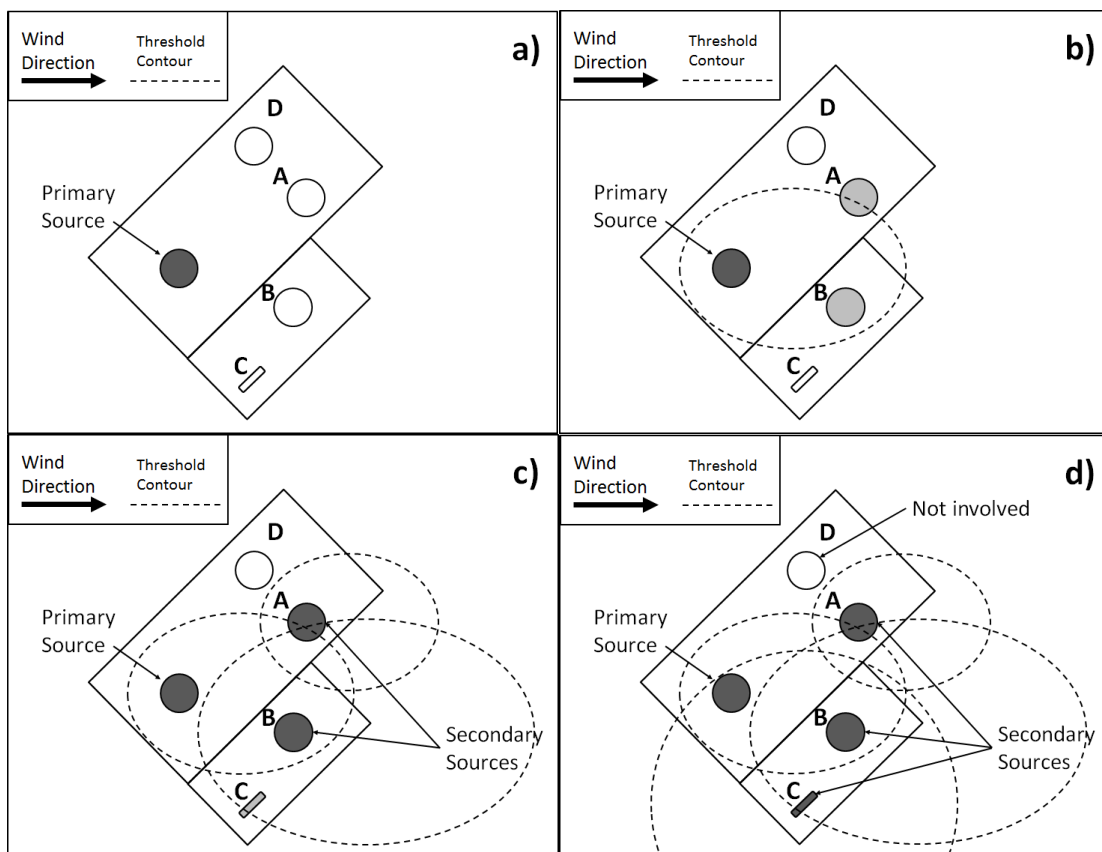 Wind
Direction
Threshold
Contour
a)
D
A
Primary
Source
B
C
Wind
Direction
Threshold
Contour
b)
D
A
Primary
Source
B
C
Wind
Direction
Threshold
Contour
c)
D
A
Primary
Source
B
Secondary
Sources
C
Wind
Direction
Threshold
Contour
d)
Not involved
D
A
Primary
Source
B
Secondary
Sources
C